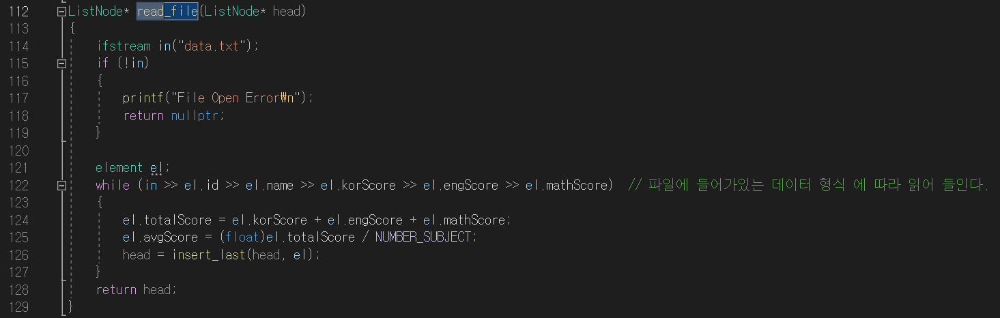 112 ListNode* read_file(ListNode* head)
113 {
114 ifstream in("data.txt");
115 if (!in)
116 {
117 printf("File Open Error₩n");
118 return nullptr;
119 }
120
121 element el;
122 while (in >> el.id >> el.name >> el.korScore >> el.engScore >> el.mathScore) // 파일에 들어가있는 데이터 형식 에 따라 읽어 들인다.
123 {
124 el.totalScore = el.korScore + el.engScore + el.mathScore;
125 el.avgScore = (float)el.totalScore / NUMBER_SUBJECT;
126 head = insert_last(head, el);
127 }
128 return head;
129 }